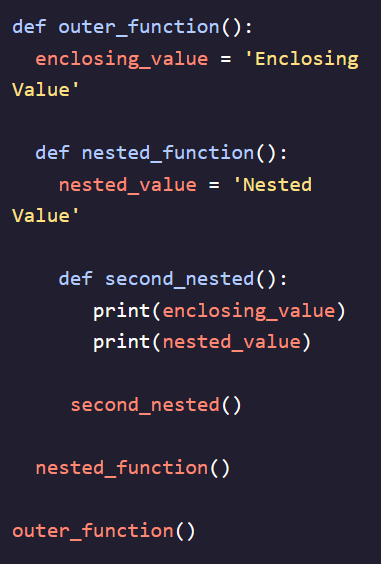 def outer_function():
  enclosing_value = 'Enclosing
Value'

  def nested_function():
    nested_value = 'Nested
Value'

    def second_nested():
       print(enclosing_value)
       print(nested_value)

     second_nested()

  nested_function()

outer_function()